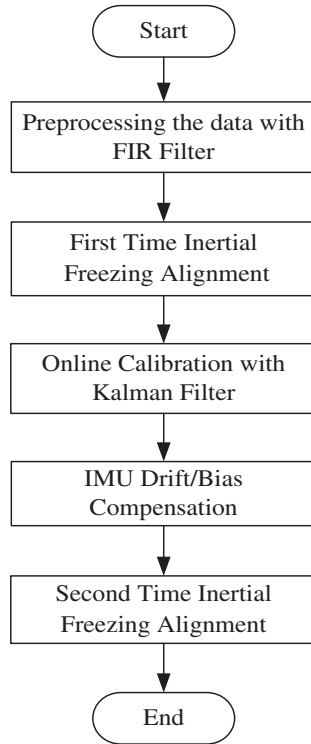 Start
Preprocessing the data with
FIR Filter
First Time Inertial
Freezing Alignment
Online Calibration with
Kalman Filter
IMU Drift/Bias
Compensation
Second Time Inertial
Freezing Alignment
End